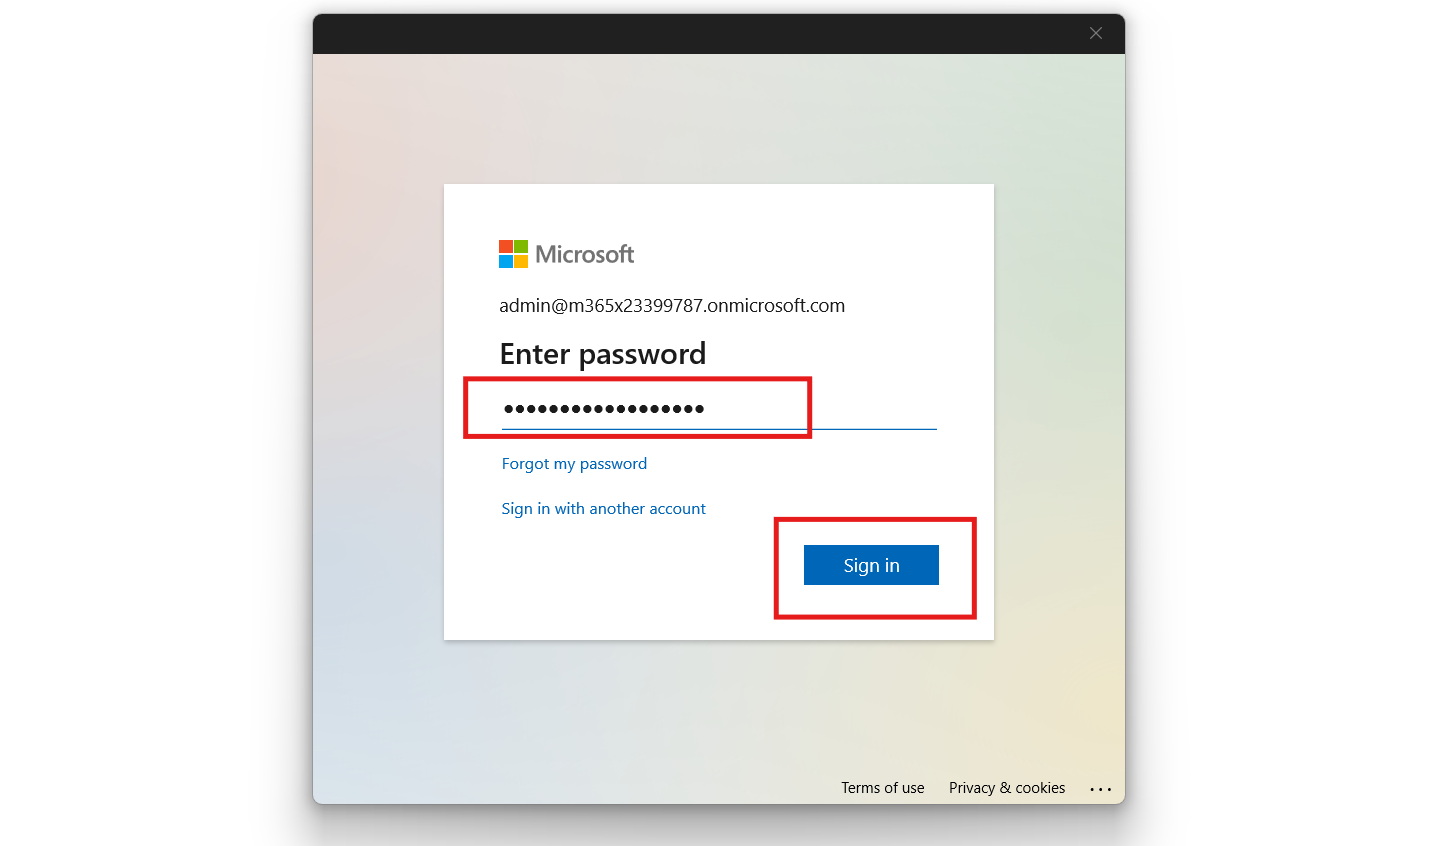 Microsoft
admin@m365x23399787.onmicrosoft.com
Enter password
••••••••••••••••••
Forgot my password
Sign in with another account
Sign in
Terms of use Privacy & cookies ...